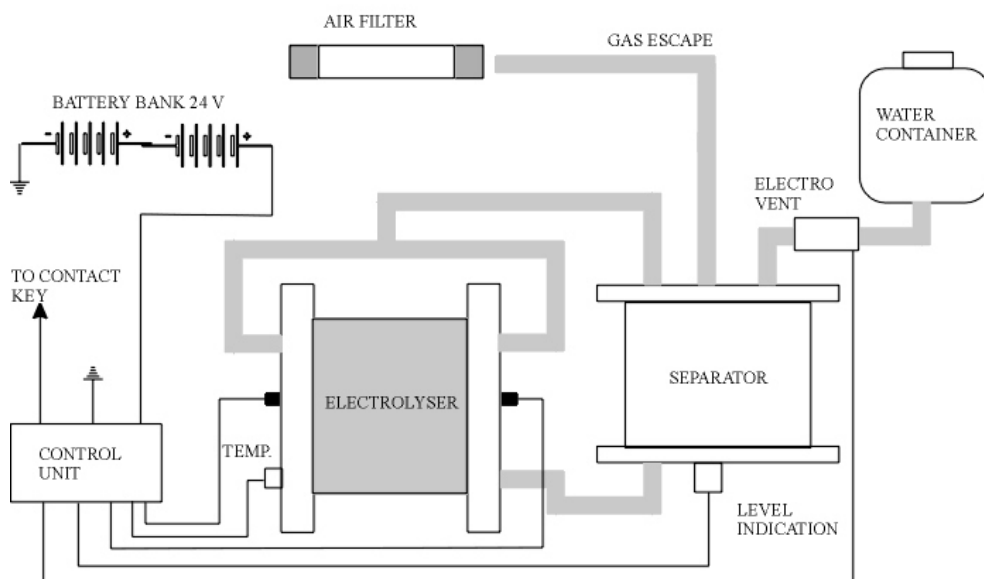 AIR FILTER
GAS ESCAPE
BATTERY BANK 24 V
- + - +
WATER
CONTAINER
ELECTRO
VENT
TO CONTACT
KEY
SEPARATOR
ELECTROLYSER
TEMP.
CONTROL
UNIT
LEVEL
INDICATION